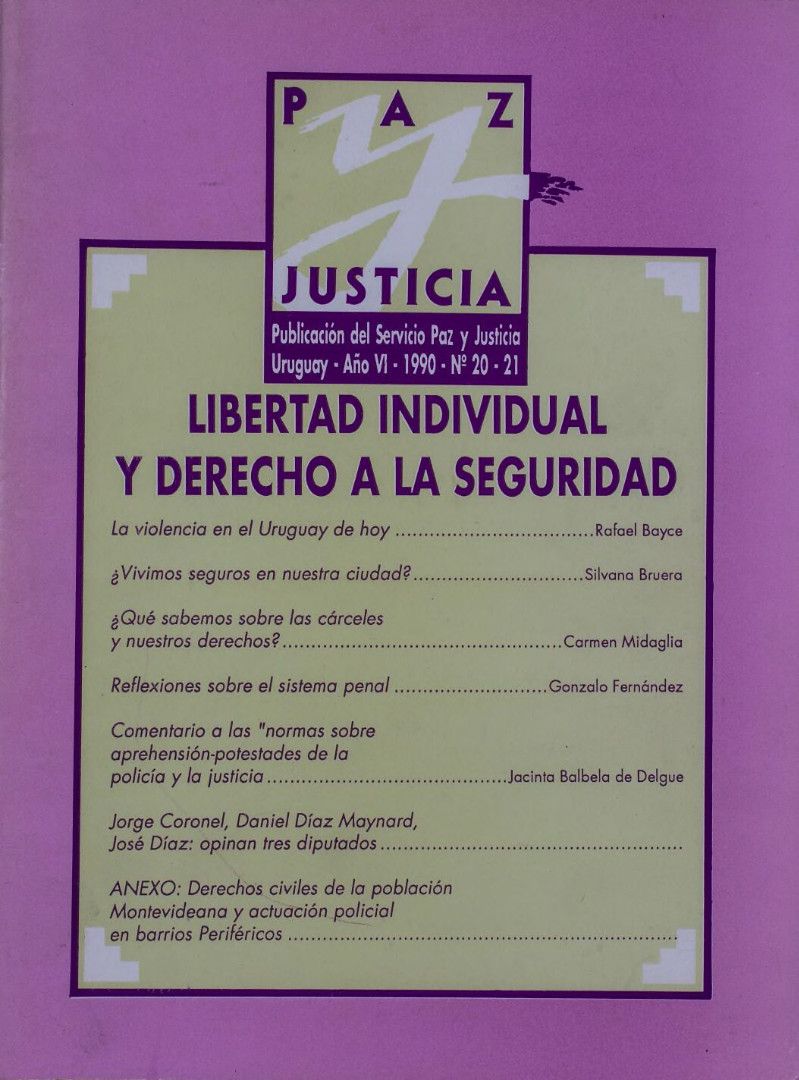 PAZ
Y
JUSTICIA
Publicación del Servicio Paz y Justicia
Uruguay - Año VI - 1990 - Nº 20 - 21
LIBERTAD INDIVIDUAL
Y DERECHO A LA SEGURIDAD
La violencia en el Uruguay de hoy ..................................Rafael Bayce
¿Vivimos seguros en nuestra ciudad?.............................Silvana Bruera
¿Qué sabemos sobre las cárceles
y nuestros derechos?................................................Carmen Midaglia
Reflexiones sobre el sistema penal ..........................Gonzalo Fernández
Comentario a las "normas sobre
aprehensión-potestades de la
policía y la justicia.........................................Jacinta Balbela de Delgue
Jorge Coronel, Daniel Díaz Maynard,
José Díaz: opinan tres diputados....................................................
ANEXO: Derechos civiles de la población
Montevideana y actuación policial
en barrios Periféricos ...................................................................